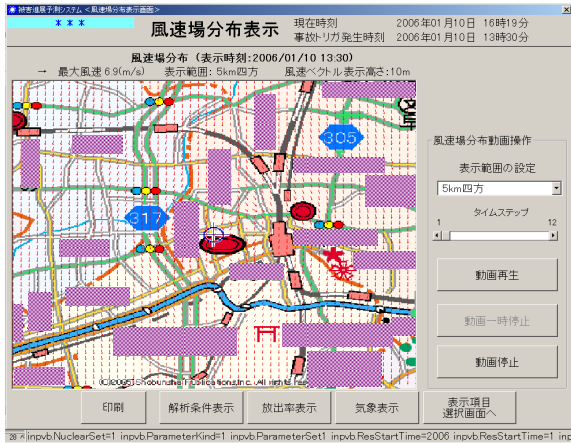 被害進展予測システム <風速場分布表示画面>
＊＊＊
風速場分布表示
現在時刻 2006年01月10日 16時19分
事故トリガ発生時刻 2006年01月10日 13時30分
風速場分布 (表示時刻:2006/01/10 13:30)
→ 最大風速 6.9(m/s) 表示範囲: 5km四方 風速ベクトル表示高さ:10m
305
317
風速場分布動画操作
表示範囲の設定
5km四方
タイムステップ
1 12
動画再生
動画一時停止
動画停止
(C)2005 Shobunsha Publications,Inc. All rights res
印刷
解析条件表示
放出率表示
気象表示
表示項目
選択画面へ
inpvb.NuclearSet=1 inpvb.ParameterKind=1 inpvb.ParameterSet1 inpvb.ResStartTime=2006 inpvb.ResStartTime=1